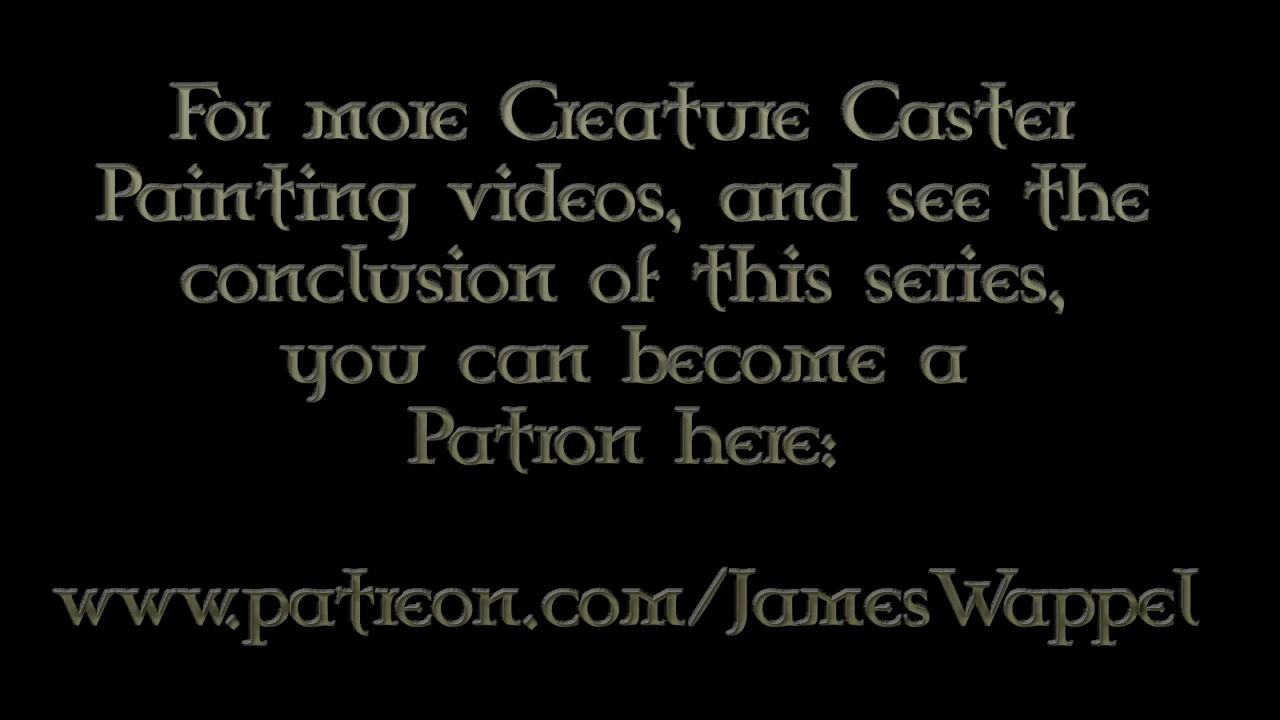 For more Creature Caster
Painting videos, and see the
conclusion of this series,
you can become a
Patron here:
www.patreon.com/JamesWappel